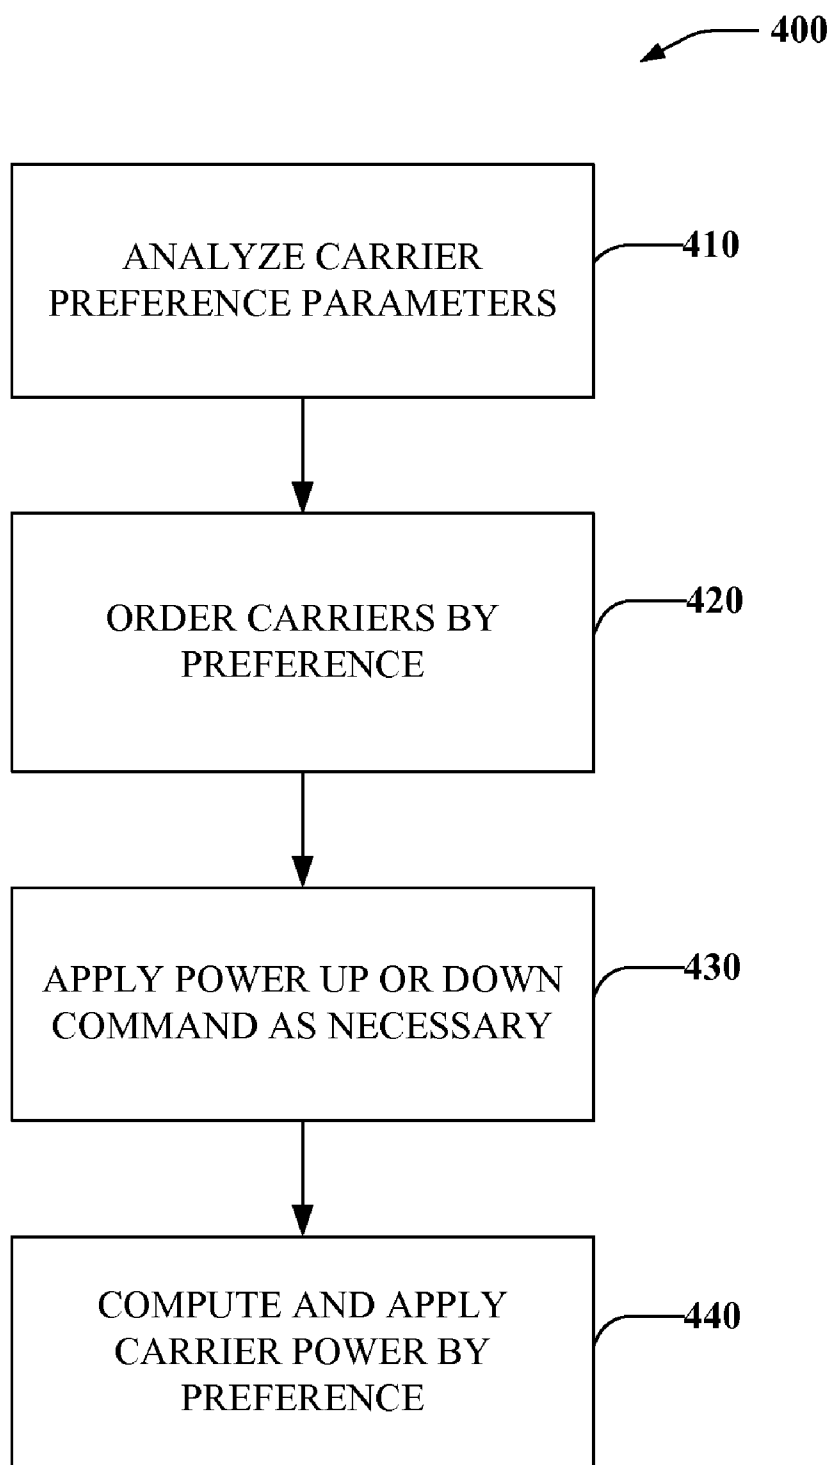 400
ANALYZE CARRIER
PREFERENCE PARAMETERS
410
ORDER CARRIERS BY
PREFERENCE
420
APPLY POWER UP OR DOWN
COMMAND AS NECESSARY
430
COMPUTE AND APPLY
CARRIER POWER BY
PREFERENCE
440